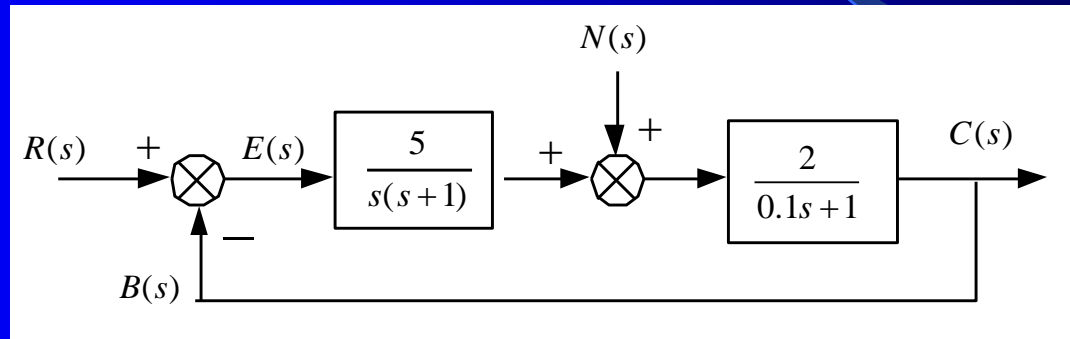 N(s)
R(s) + E(s) 5 + + 2 C(s)
s(s+1) 0.1s+1
−
B(s)